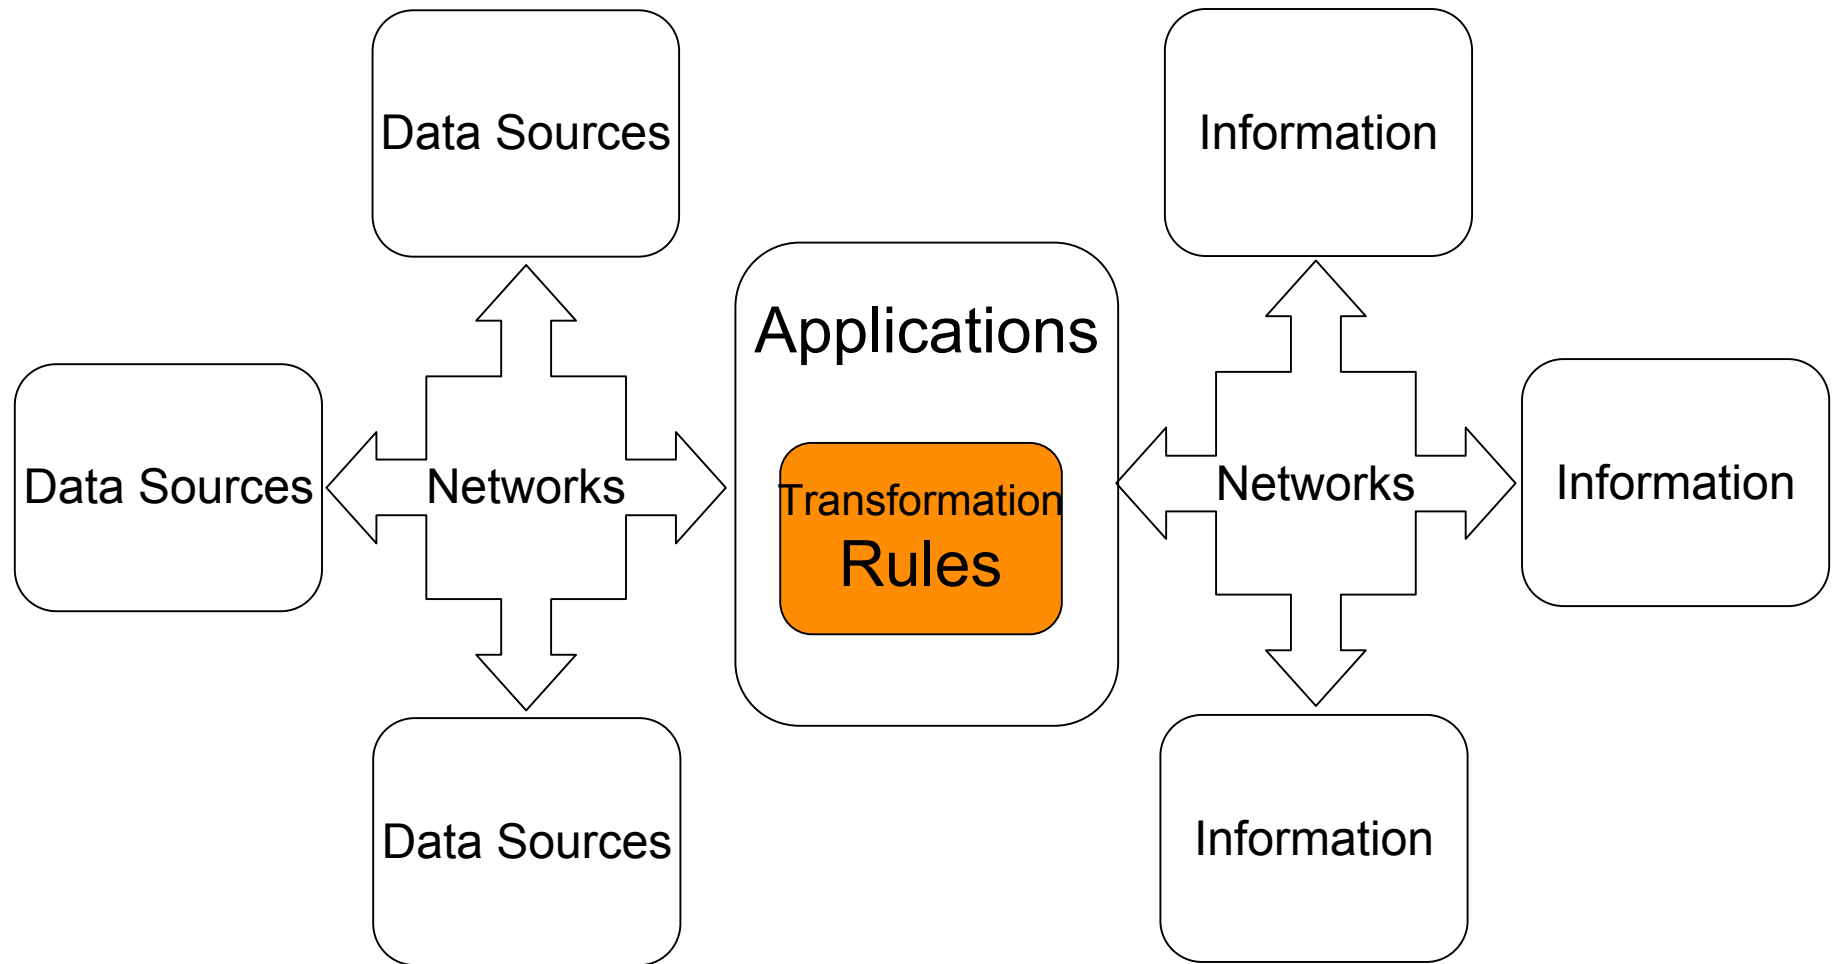 Data Sources
Information
Applications
Data Sources
Networks
Transformation
Rules
Networks
Information
Data Sources
Information